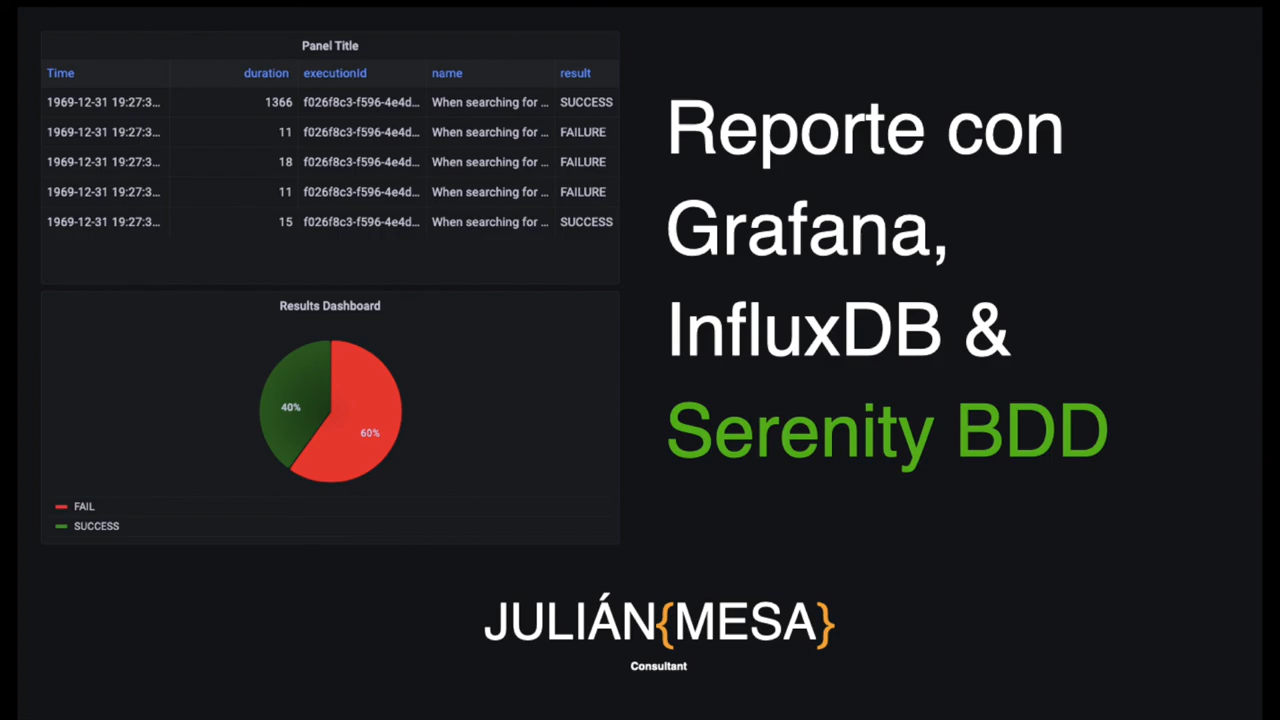 Panel Title
Time duration executionId name result
1969-12-31 19:27:3... 1366 f026f8c3-f596-4e4d... When searching for ... SUCCESS
1969-12-31 19:27:3... 11 f026f8c3-f596-4e4d... When searching for ... FAILURE
1969-12-31 19:27:3... 18 f026f8c3-f596-4e4d... When searching for ... FAILURE
1969-12-31 19:27:3... 11 f026f8c3-f596-4e4d... When searching for ... FAILURE
1969-12-31 19:27:3... 15 f026f8c3-f596-4e4d... When searching for ... SUCCESS
Results Dashboard
40%
60%
FAIL
SUCCESS
Reporte con
Grafana,
InfluxDB &
Serenity BDD
JULIÁN{MESA}
Consultant